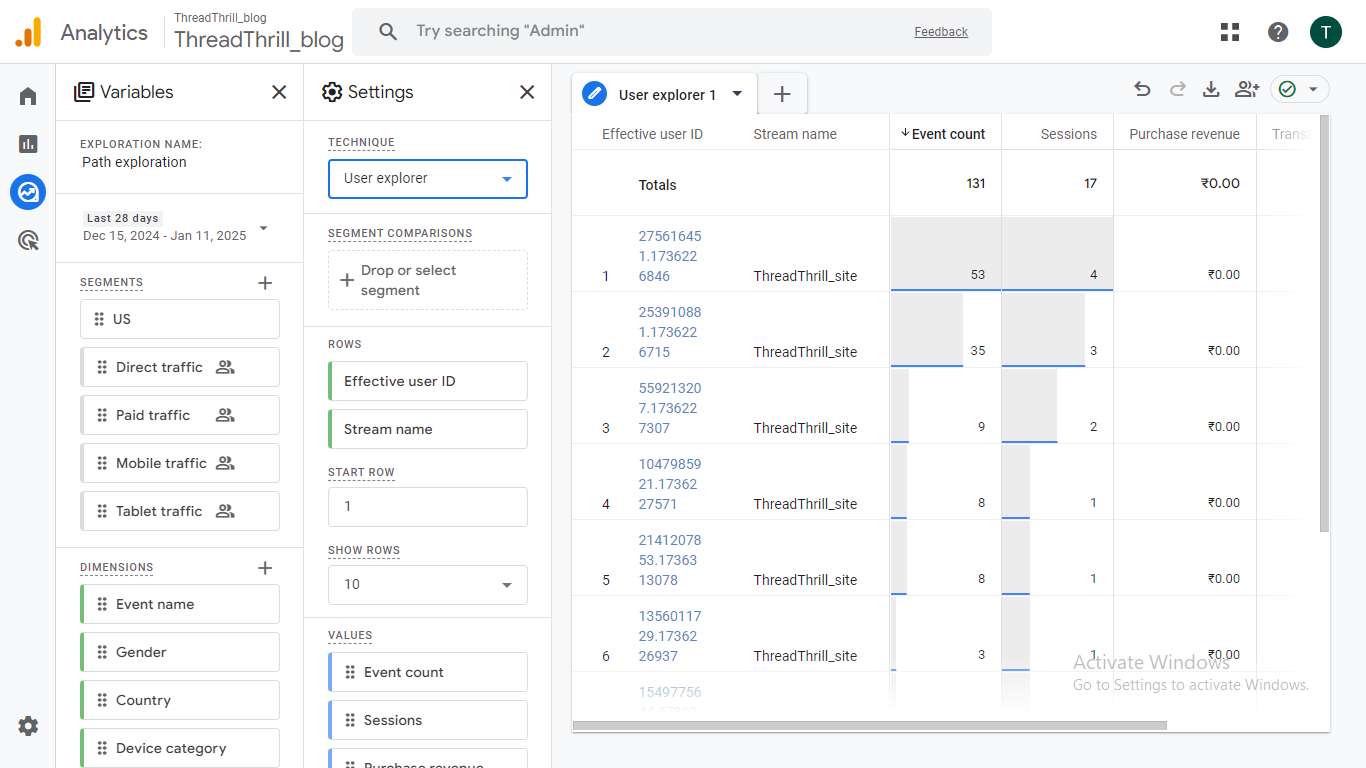 Analytics
ThreadThrill_blog
ThreadThrill_blog
Try searching "Admin"
Feedback
T
Variables
EXPLORATION NAME:
Path exploration
Last 28 days
Dec 15, 2024 - Jan 11, 2025
SEGMENTS
US
Direct traffic
Paid traffic
Mobile traffic
Tablet traffic
DIMENSIONS
Event name
Gender
Country
Device category
Settings
TECHNIQUE
User explorer
SEGMENT COMPARISONS
Drop or select
segment
ROWS
Effective user ID
Stream name
START ROW
1
SHOW ROWS
10
VALUES
Event count
Sessions
Purchase revenue
User explorer 1
Effective user ID Stream name Event count Sessions Purchase revenue
Totals 131 17 ₹0.00
27561645
1.173622
1 6846 ThreadThrill_site 53 4 ₹0.00
25391088
1.173622
2 6715 ThreadThrill_site 35 3 ₹0.00
55921320
7.173622
3 7307 ThreadThrill_site 9 2 ₹0.00
10479859
21.17362
4 27571 ThreadThrill_site 8 1 ₹0.00
21412078
53.17363
5 13078 ThreadThrill_site 8 1 ₹0.00
13560117
29.17362
6 26937 ThreadThrill_site 3 1 ₹0.00
15497756
Activate Windows
Go to Settings to activate Windows.